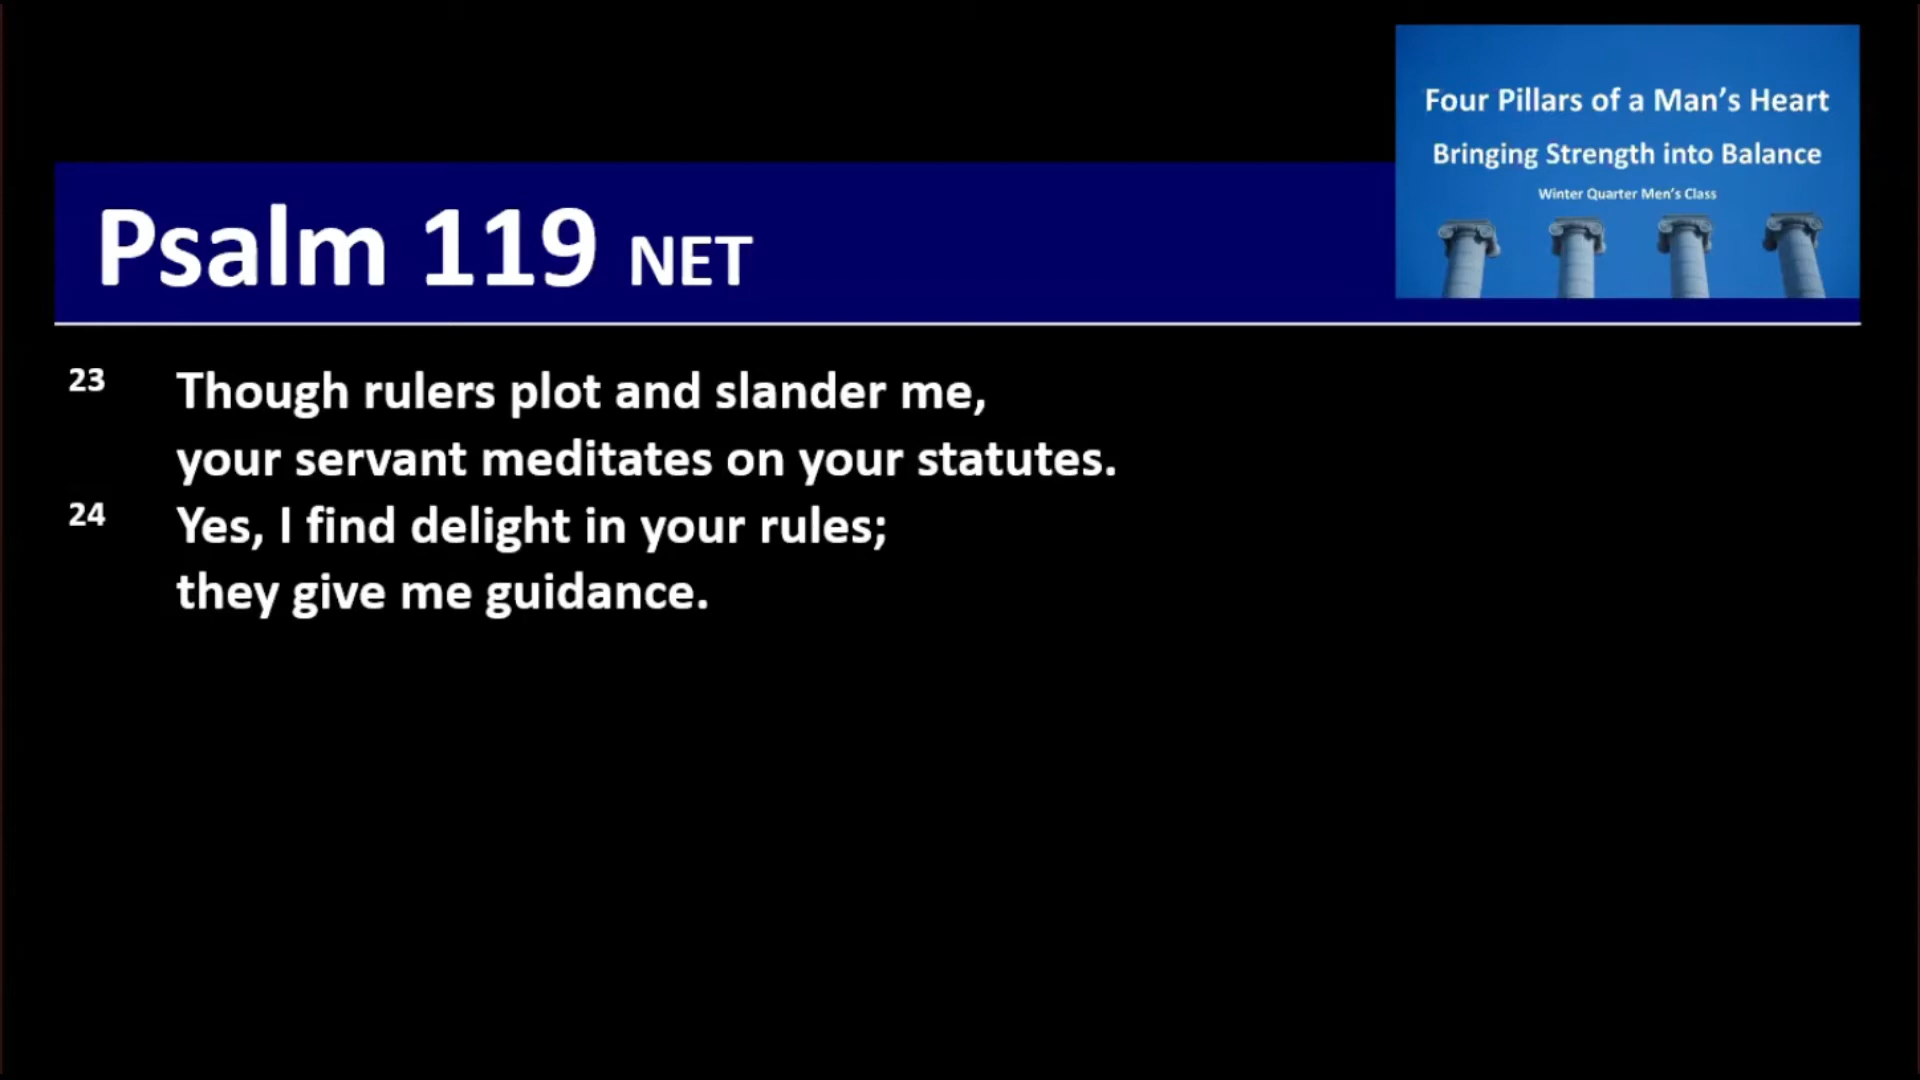 Four Pillars of a Man's Heart
Bringing Strength into Balance
Winter Quarter Men's Class
Psalm 119 NET
23 Though rulers plot and slander me,
your servant meditates on your statutes.
24 Yes, I find delight in your rules;
they give me guidance.